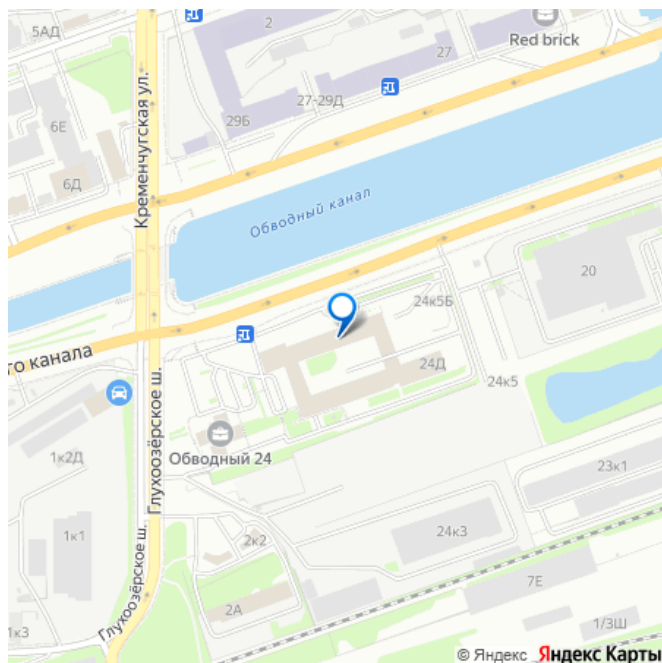 5АД
2
Red brick
27
27-29Д
29Б
6Е
6Д
Кременчугская ул.
Обводный канал
20
24к5Б
го канала
24Д
24к5
Глухоозёрское ш.
Обводный 24
1к2Д
23к1
1к1
24к3
2к2
7Е
Глухоозёрское ш.
2А
1/3Ш
1к3
© Яндекс Яндекс Карты